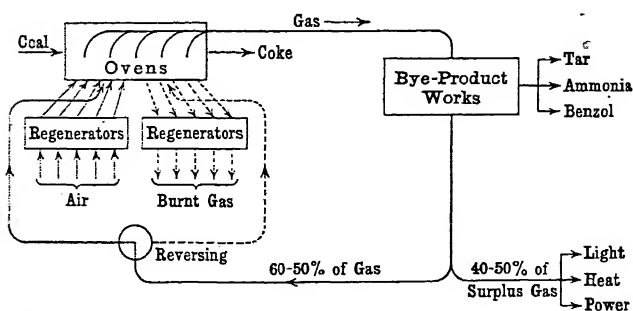 Gas
Coal
Coke
Ovens
Bye-Product
Works
Tar
Ammonia
Benzol
Regenerators
Regenerators
Air
Burnt Gas
Reversing
60-50% of Gas
40-50% of
Surplus Gas
Light
Heat
Power